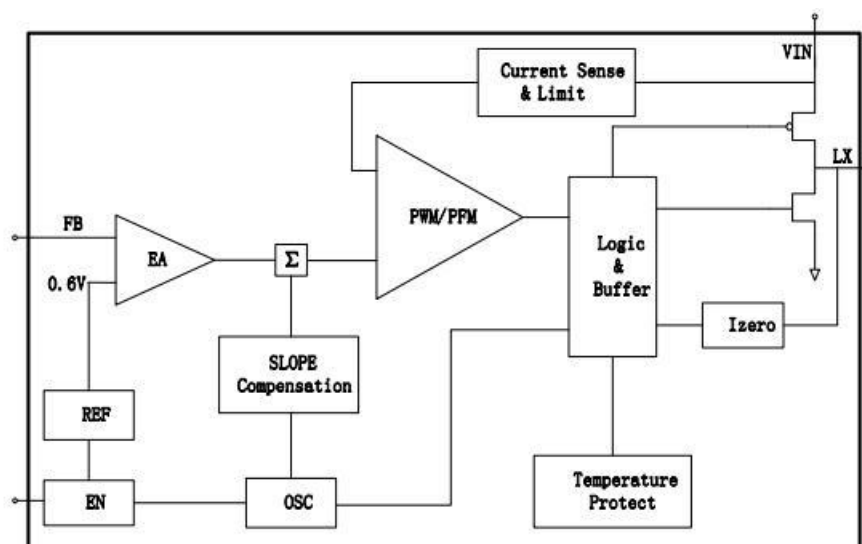 VIN
Current Sense
& Limit
LX
PWM/PFM
FB
EA
Σ
Logic
&
Buffer
0.6V
Izero
SLOPE
Compensation
REF
Temperature
Protect
EN
OSC